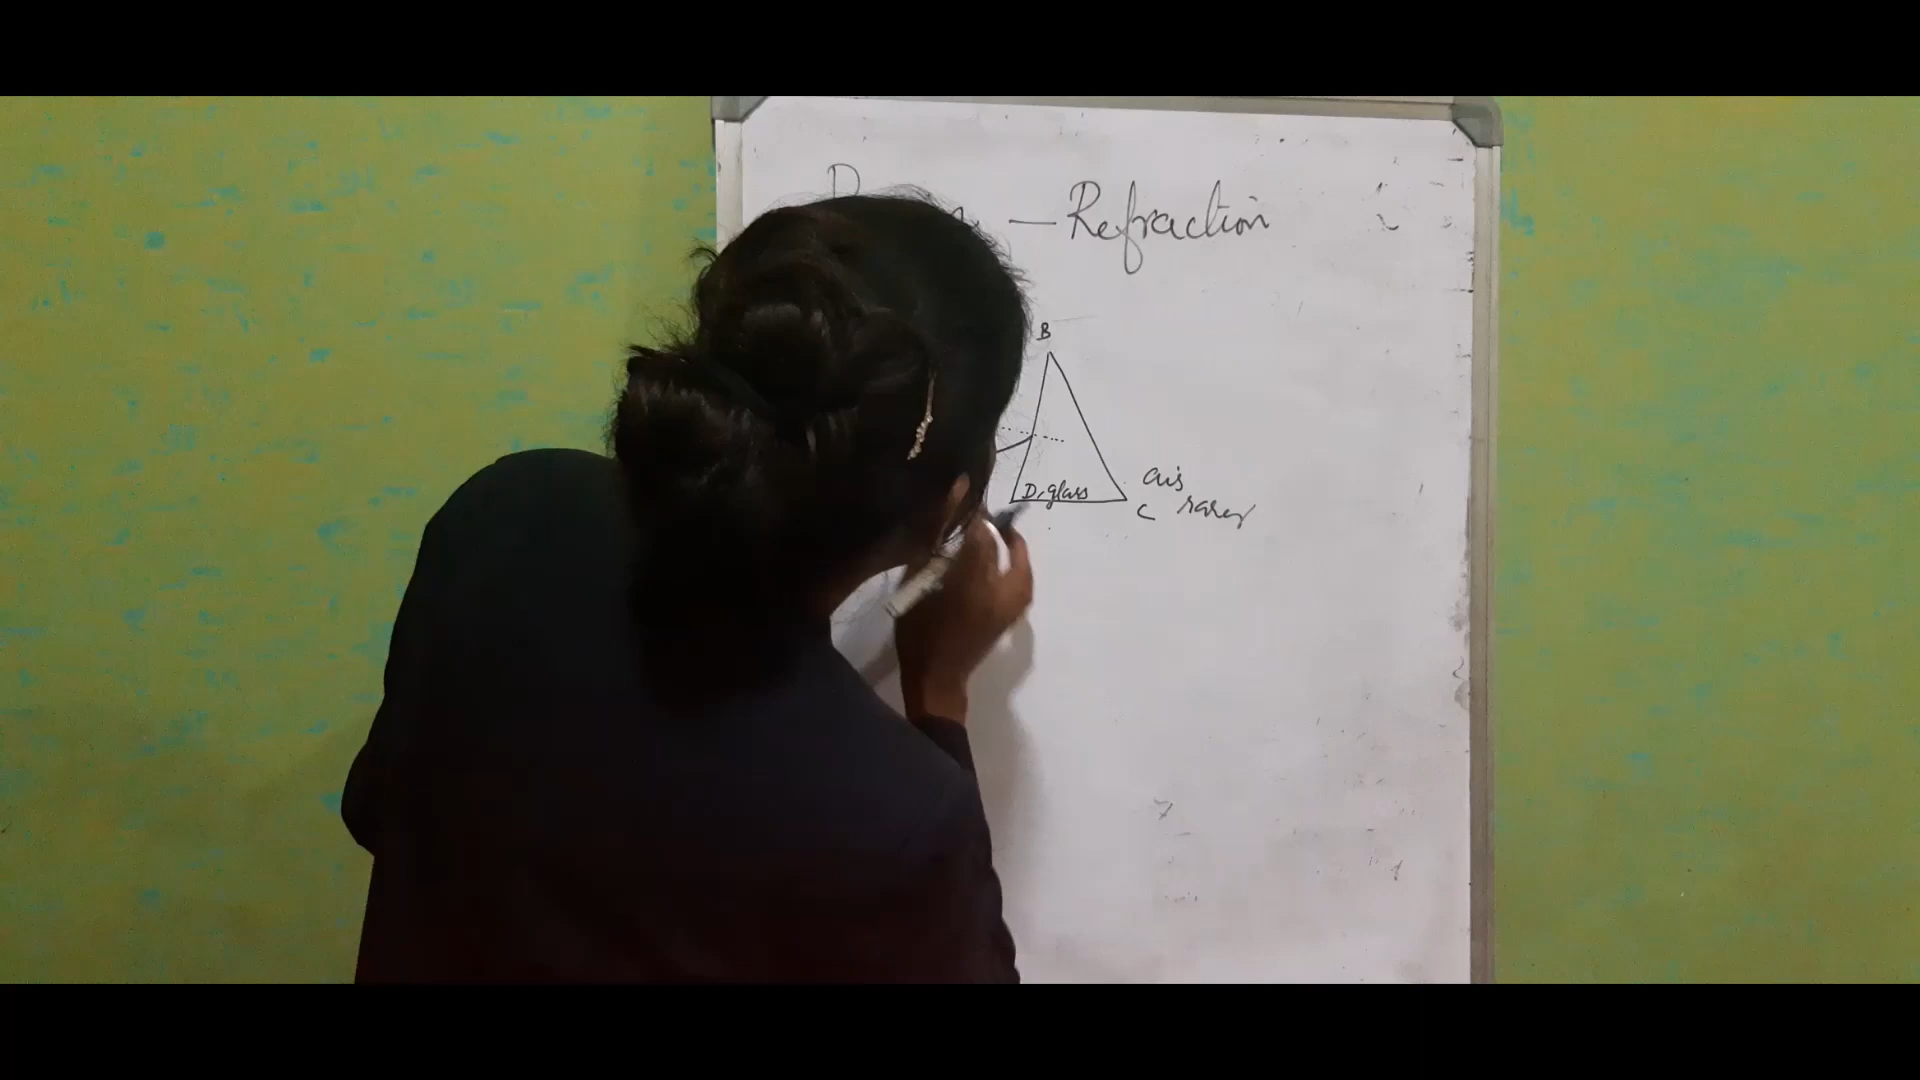 — Refraction
B
D, glass
air
C rarer